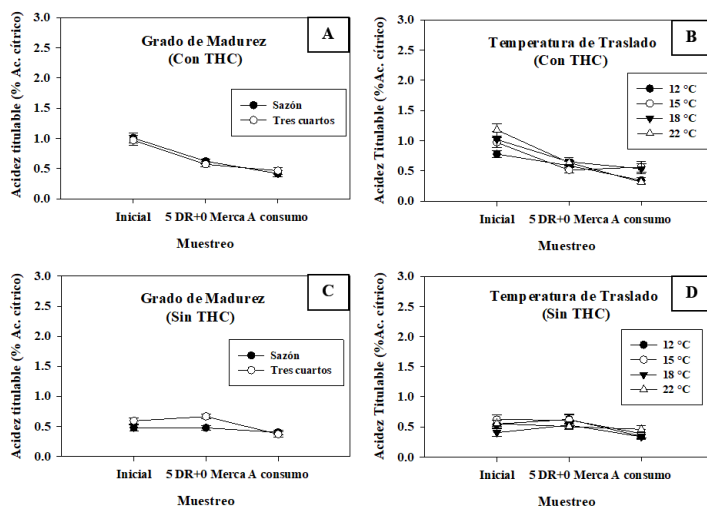 Grado de Madurez
(Con THC)
A
Acidez titulable (% Ac. cítrico)
3.0
2.5
2.0
1.5
1.0
0.5
0.0
Sazón
Tres cuartos
Inicial 5 DR+0 Merca A consumo
Muestreo
Temperatura de Traslado
(Con THC)
B
Acidez Titulable (%Ac. cítrico)
3.0
2.5
2.0
1.5
1.0
0.5
0.0
12 °C
15 °C
18 °C
22 °C
Inicial 5 DR+0 Merca A consumo
Muestreo
Grado de Madurez
(Sin THC)
C
Acidez titulable (% Ac. cítrico)
3.0
2.5
2.0
1.5
1.0
0.5
0.0
Sazón
Tres cuartos
Inicial 5 DR+0 Merca A consumo
Muestreo
Temperatura de Traslado
(Sin THC)
D
Acidez Titulable (% Ac. cítrico)
3.0
2.5
2.0
1.5
1.0
0.5
0.0
12 °C
15 °C
18 °C
22 °C
Inicial 5 DR+0 Merca A consumo
Muestreo